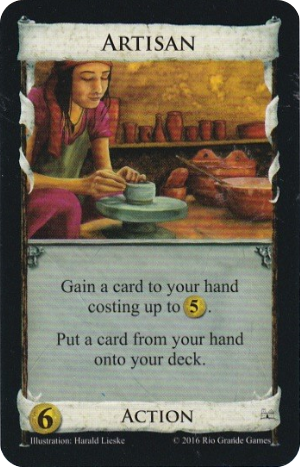 ARTISAN
Gain a card to your hand
costing up to 5.
Put a card from your hand
onto your deck.
6 ACTION
Illustration: Harald Lieske © 2016 Rio Grande Games